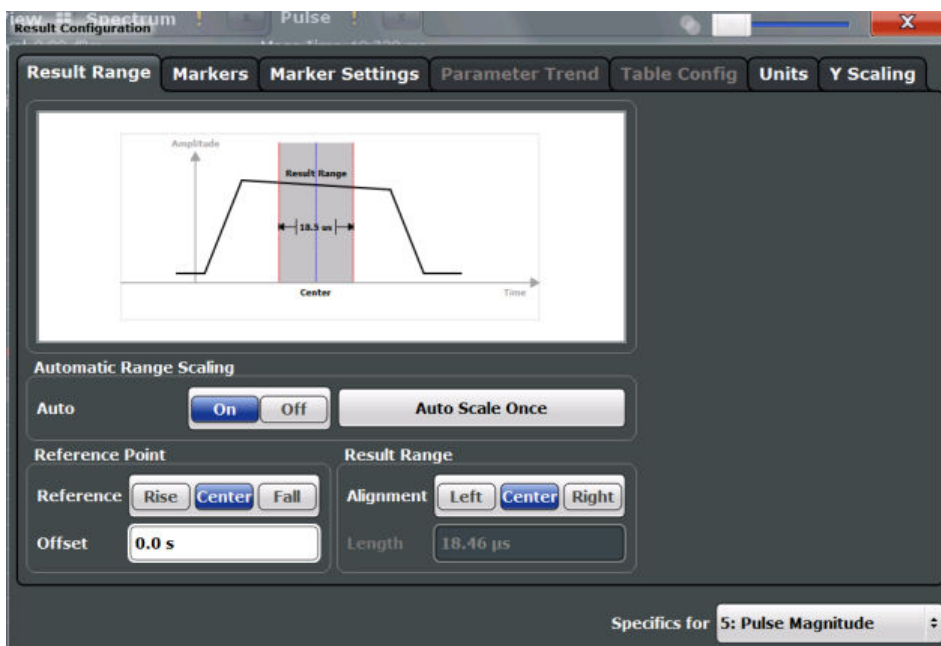 iew Spectrum ! Pulse !
Result Configuration
Result Range Markers Marker Settings Parameter Trend Table Config Units Y Scaling
Amplitude
Result Range
18.5 us
Center Time
Automatic Range Scaling
Auto On Off Auto Scale Once
Reference Point Result Range
Reference Rise Center Fall Alignment Left Center Right
Offset 0.0 s Length 18.46 µs
Specifics for 5: Pulse Magnitude